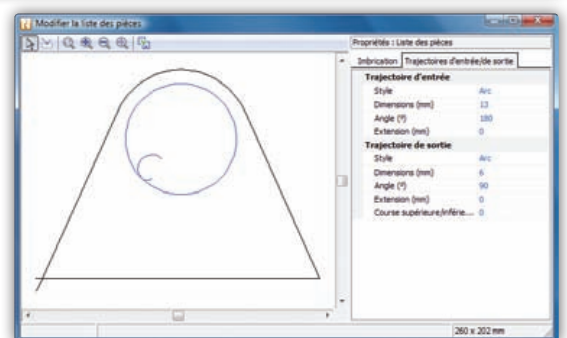 Modifier la liste des pièces
Propriétés : Liste des pièces
Imbrication Trajectoires d'entrée/de sortie
Trajectoire d'entrée
Style Arc
Dimensions (mm) 13
Angle (º) 180
Extension (mm) 0
Trajectoire de sortie
Style Arc
Dimensions (mm) 6
Angle (º) 90
Extension (mm) 0
Course supérieure/inférie... 0
260 x 202 mm